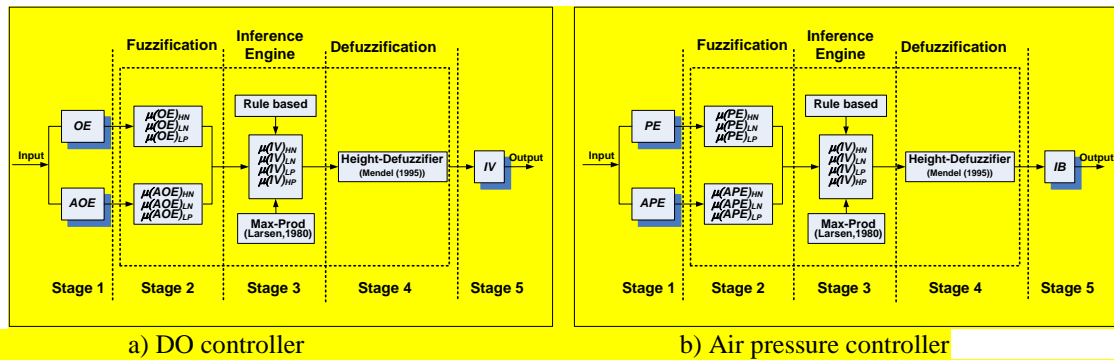 Fuzzification
Inference
Engine
Defuzzification
Rule based
OE
μ(OE)HN
μ(OE)LN
μ(OE)LP
Input
μ(IV)HN
μ(IV)LN
μ(IV)LP
μ(IV)HP
Height-Defuzzifier
(Mendel (1995))
IV
Output
AOE
μ(AOE)HN
μ(AOE)LN
μ(AOE)LP
Max-Prod
(Larsen,1980)
Stage 1
Stage 2
Stage 3
Stage 4
Stage 5
a) DO controller
Fuzzification
Inference
Engine
Defuzzification
Rule based
PE
μ(PE)HN
μ(PE)LN
μ(PE)LP
Input
μ(IV)HN
μ(IV)LN
μ(IV)LP
μ(IV)HP
Height-Defuzzifier
(Mendel (1995))
IB
Output
APE
μ(APE)HN
μ(APE)LN
μ(APE)LP
Max-Prod
(Larsen,1980)
Stage 1
Stage 2
Stage 3
Stage 4
Stage 5
b) Air pressure controller